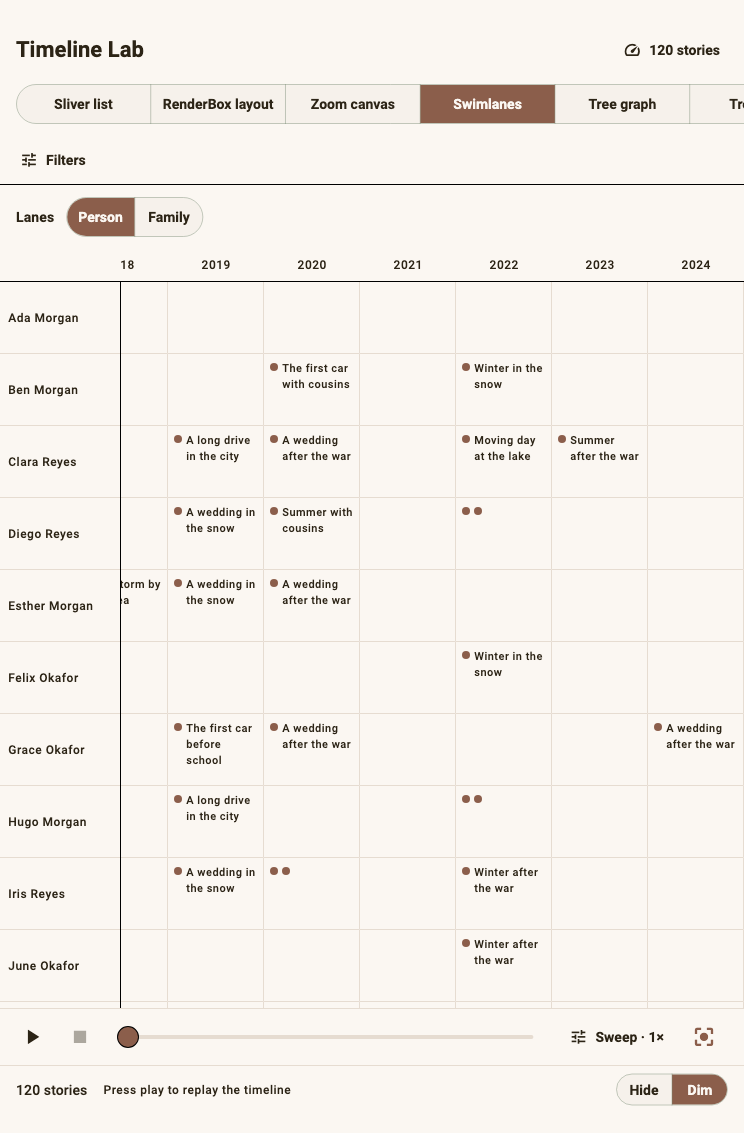 Timeline Lab
120 stories
Sliver list
RenderBox layout
Zoom canvas
Swimlanes
Tree graph
Filters
Lanes
Person
Family
18
2019
2020
2021
2022
2023
2024
Ada Morgan
Ben Morgan
The first car
with cousins
Winter in the
snow
Clara Reyes
A long drive
in the city
A wedding
after the war
Moving day
at the lake
Summer
after the war
Diego Reyes
A wedding in
the snow
Summer with
cousins
Esther Morgan
torm by
ea
A wedding in
the snow
A wedding
after the war
Felix Okafor
Winter in the
snow
Grace Okafor
The first car
before
school
A wedding
after the war
A wedding
after the war
Hugo Morgan
A long drive
in the city
Iris Reyes
A wedding in
the snow
Winter after
the war
June Okafor
Winter after
the war
Sweep · 1×
120 stories
Press play to replay the timeline
Hide
Dim